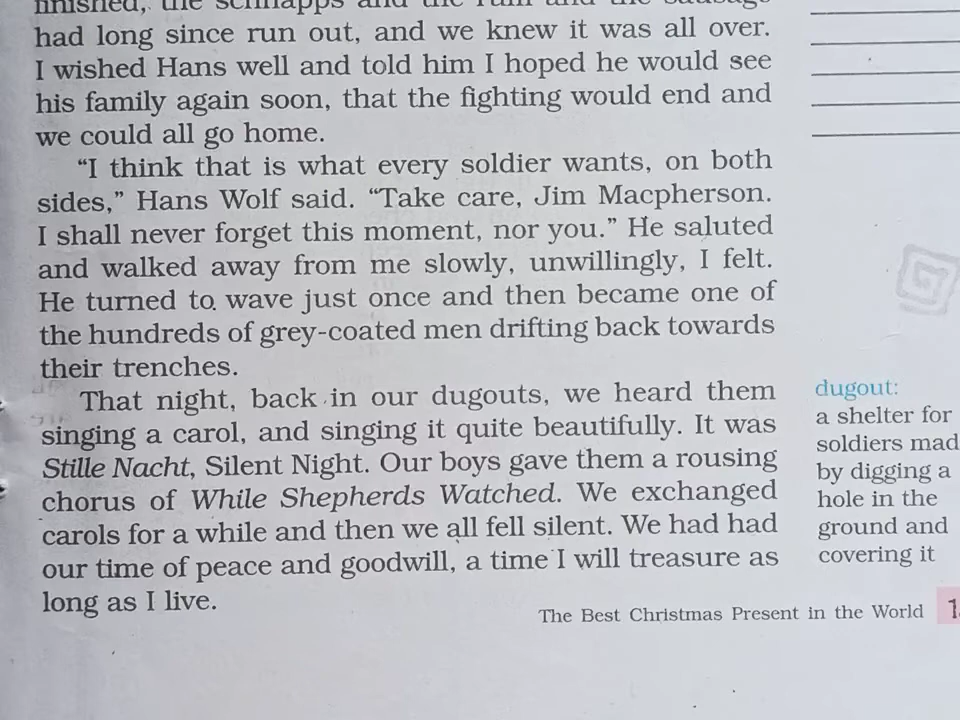 finished, the schnapps and the rum and the sausage
had long since run out, and we knew it was all over.
I wished Hans well and told him I hoped he would see
his family again soon, that the fighting would end and
we could all go home.
“I think that is what every soldier wants, on both
sides,” Hans Wolf said. “Take care, Jim Macpherson.
I shall never forget this moment, nor you.” He saluted
and walked away from me slowly, unwillingly, I felt.
He turned to wave just once and then became one of
the hundreds of grey-coated men drifting back towards
their trenches.
That night, back in our dugouts, we heard them
singing a carol, and singing it quite beautifully. It was
Stille Nacht, Silent Night. Our boys gave them a rousing
chorus of While Shepherds Watched. We exchanged
carols for a while and then we all fell silent. We had had
our time of peace and goodwill, a time I will treasure as
long as I live.
dugout:
a shelter for
soldiers mad
by digging a
hole in the
ground and
covering it
The Best Christmas Present in the World